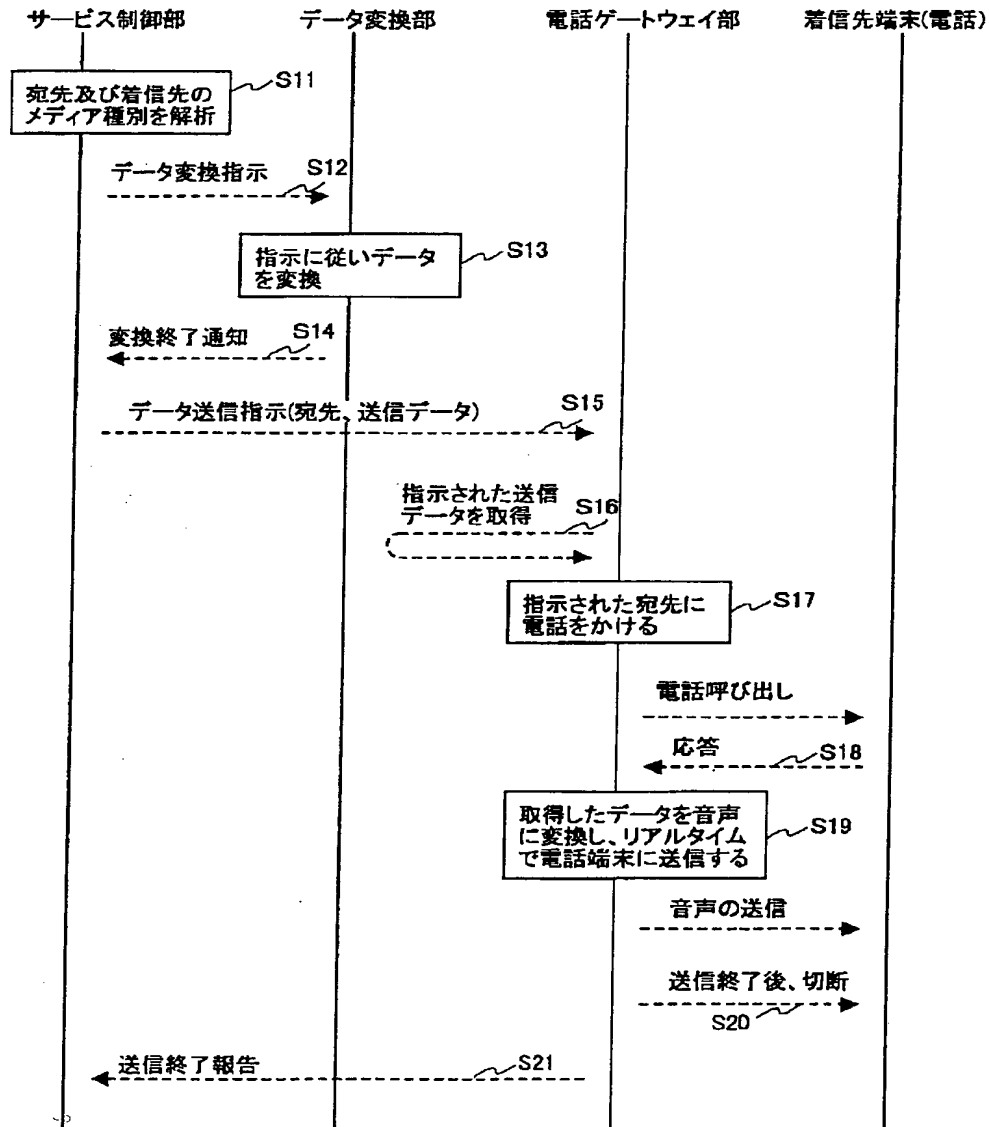 サービス制御部
データ変換部
電話ゲートウェイ部
着信先端末(電話)
S11
宛先及び着信先の
メディア種別を解析
データ変換指示
S12
指示に従いデータ
を変換
S13
変換終了通知
S14
データ送信指示(宛先、送信データ)
S15
指示された送信
データを取得
S16
指示された宛先に
電話をかける
S17
電話呼び出し
応答
S18
取得したデータを音声
に変換し、リアルタイム
で電話端末に送信する
S19
音声の送信
送信終了後、切断
S20
送信終了報告
S21